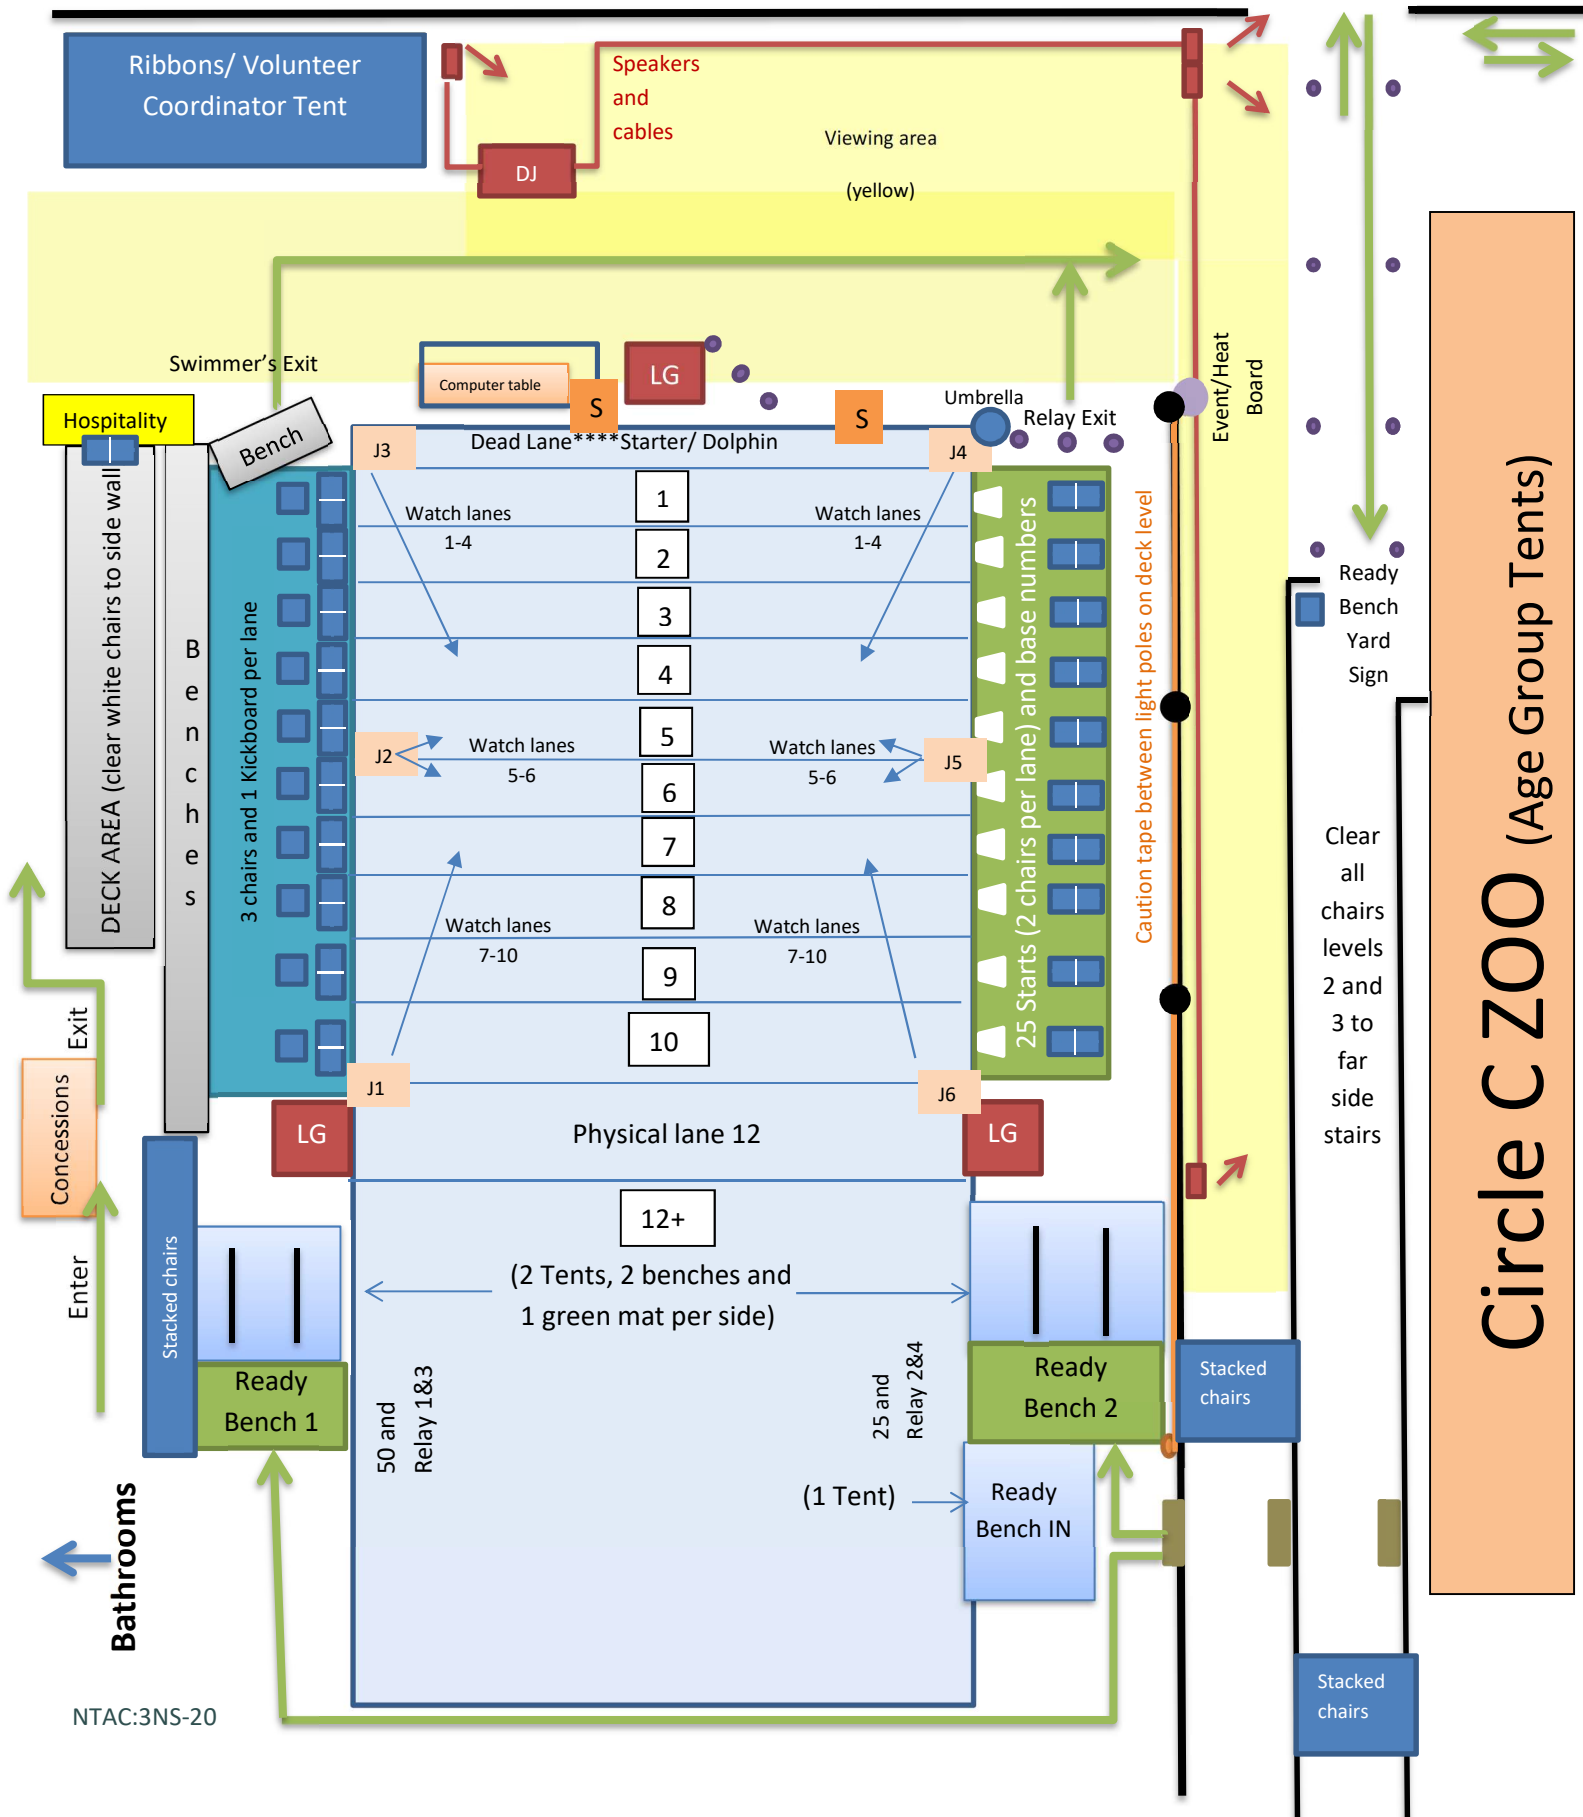 Ribbons/ Volunteer
Coordinator Tent
Speakers
and
cables
DJ
Viewing area
(yellow)
Swimmer's Exit
Computer table
LG
S
S
Umbrella
Relay Exit
Event/Heat
Board
Hospitality
Bench
J3
Dead Lane****Starter/ Dolphin
J4
DECK AREA (clear white chairs to side wall
Benches
3 chairs and 1 Kickboard per lane
Watch lanes
1-4
Watch lanes
1-4
1
2
3
4
J2
Watch lanes
5-6
5
Watch lanes
5-6
J5
6
7
8
Watch lanes
7-10
Watch lanes
7-10
9
10
J1
J6
25 Starts (2 chairs per lane) and base numbers
Caution tape between light poles on deck level
Ready
Bench
Yard
Sign
Clear
all
chairs
levels
2 and
3 to
far
side
stairs
Circle C ZOO (Age Group Tents)
Exit
Concessions
Enter
LG
Physical lane 12
LG
12+
(2 Tents, 2 benches and
1 green mat per side)
Stacked chairs
Ready
Bench 1
50 and
Relay 1&3
25 and
Relay 2&4
Ready
Bench 2
Stacked
chairs
(1 Tent)
Ready
Bench IN
Bathrooms
Stacked
chairs
NTAC:3NS-20